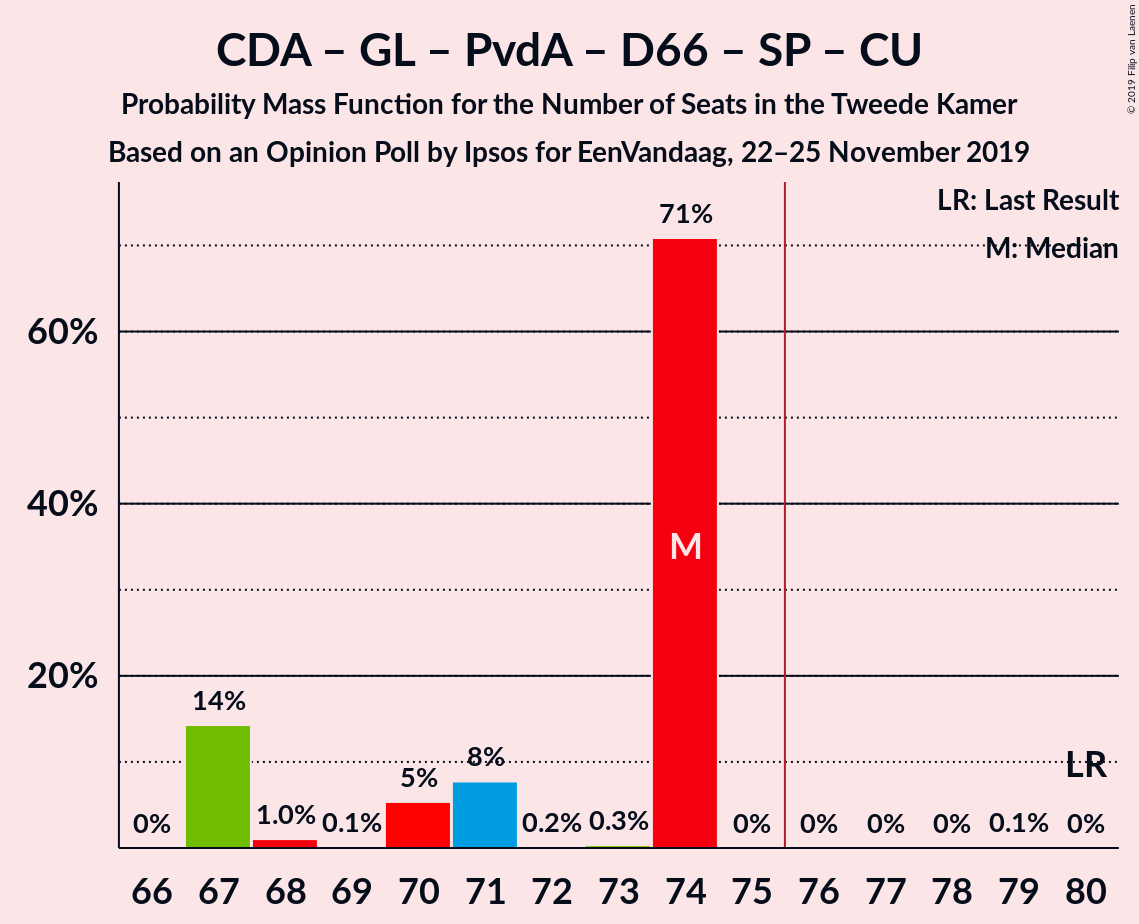 CDA – GL – PvdA – D66 – SP – CU
Probability Mass Function for the Number of Seats in the Tweede Kamer
Based on an Opinion Poll by Ipsos for EenVandaag, 22–25 November 2019
© 2019 Filip van Laenen
LR: Last Result
M: Median
60%
40%
20%
0% 14% 1.0% 0.1% 5% 8% 0.2% 0.3% 71% 0% 0% 0% 0% 0.1% 0%
M
LR
66 67 68 69 70 71 72 73 74 75 76 77 78 79 80